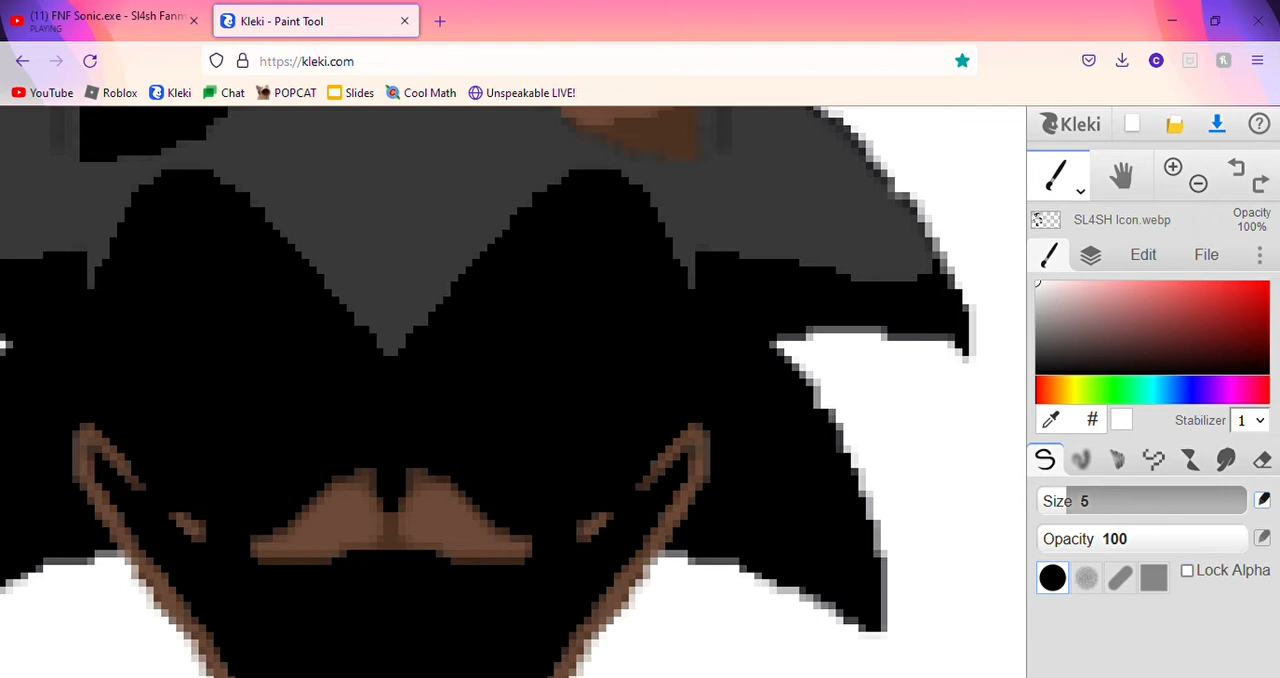 (11) FNF Sonic.exe - Sl4sh Fanm
PLAYING
Kleki - Paint Tool
https://kleki.com
YouTube Roblox Kleki Chat POPCAT Slides Cool Math Unspeakable LIVE!
Kleki ?
SL4SH Icon.webp Opacity
100%
Edit File
# Stabilizer 1
Size 5
Opacity 100
Lock Alpha